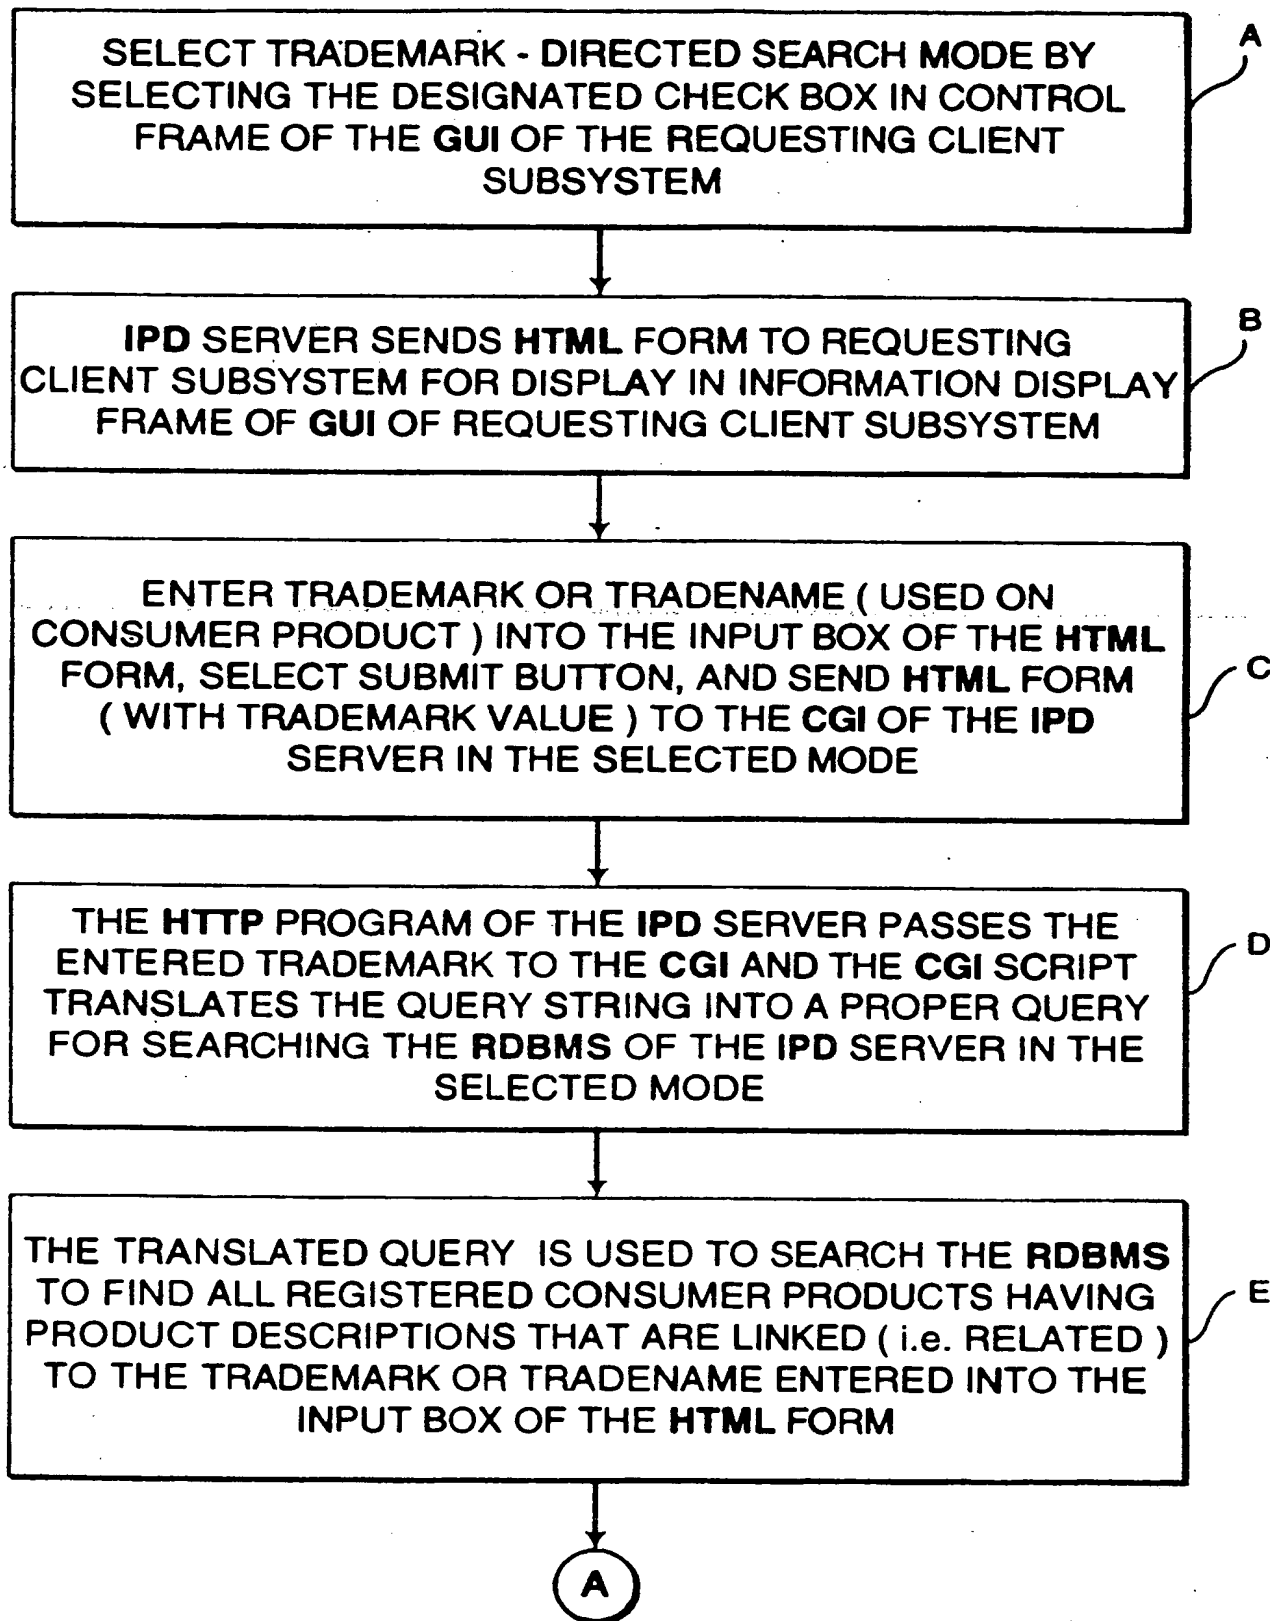 SELECT TRADEMARK - DIRECTED SEARCH MODE BY
SELECTING THE DESIGNATED CHECK BOX IN CONTROL
FRAME OF THE GUI OF THE REQUESTING CLIENT
SUBSYSTEM
A
IPD SERVER SENDS HTML FORM TO REQUESTING
CLIENT SUBSYSTEM FOR DISPLAY IN INFORMATION DISPLAY
FRAME OF GUI OF REQUESTING CLIENT SUBSYSTEM
B
ENTER TRADEMARK OR TRADENAME ( USED ON
CONSUMER PRODUCT ) INTO THE INPUT BOX OF THE HTML
FORM, SELECT SUBMIT BUTTON, AND SEND HTML FORM
( WITH TRADEMARK VALUE ) TO THE CGI OF THE IPD
SERVER IN THE SELECTED MODE
C
THE HTTP PROGRAM OF THE IPD SERVER PASSES THE
ENTERED TRADEMARK TO THE CGI AND THE CGI SCRIPT
TRANSLATES THE QUERY STRING INTO A PROPER QUERY
FOR SEARCHING THE RDBMS OF THE IPD SERVER IN THE
SELECTED MODE
D
THE TRANSLATED QUERY IS USED TO SEARCH THE RDBMS
TO FIND ALL REGISTERED CONSUMER PRODUCTS HAVING
PRODUCT DESCRIPTIONS THAT ARE LINKED ( i.e. RELATED )
TO THE TRADEMARK OR TRADENAME ENTERED INTO THE
INPUT BOX OF THE HTML FORM
E
A